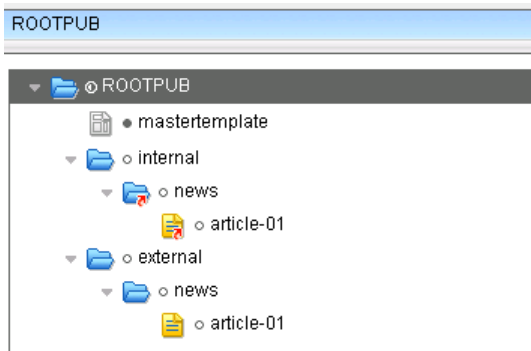 ROOTPUB
ROOTPUB
mastertemplate
internal
news
article-01
external
news
article-01